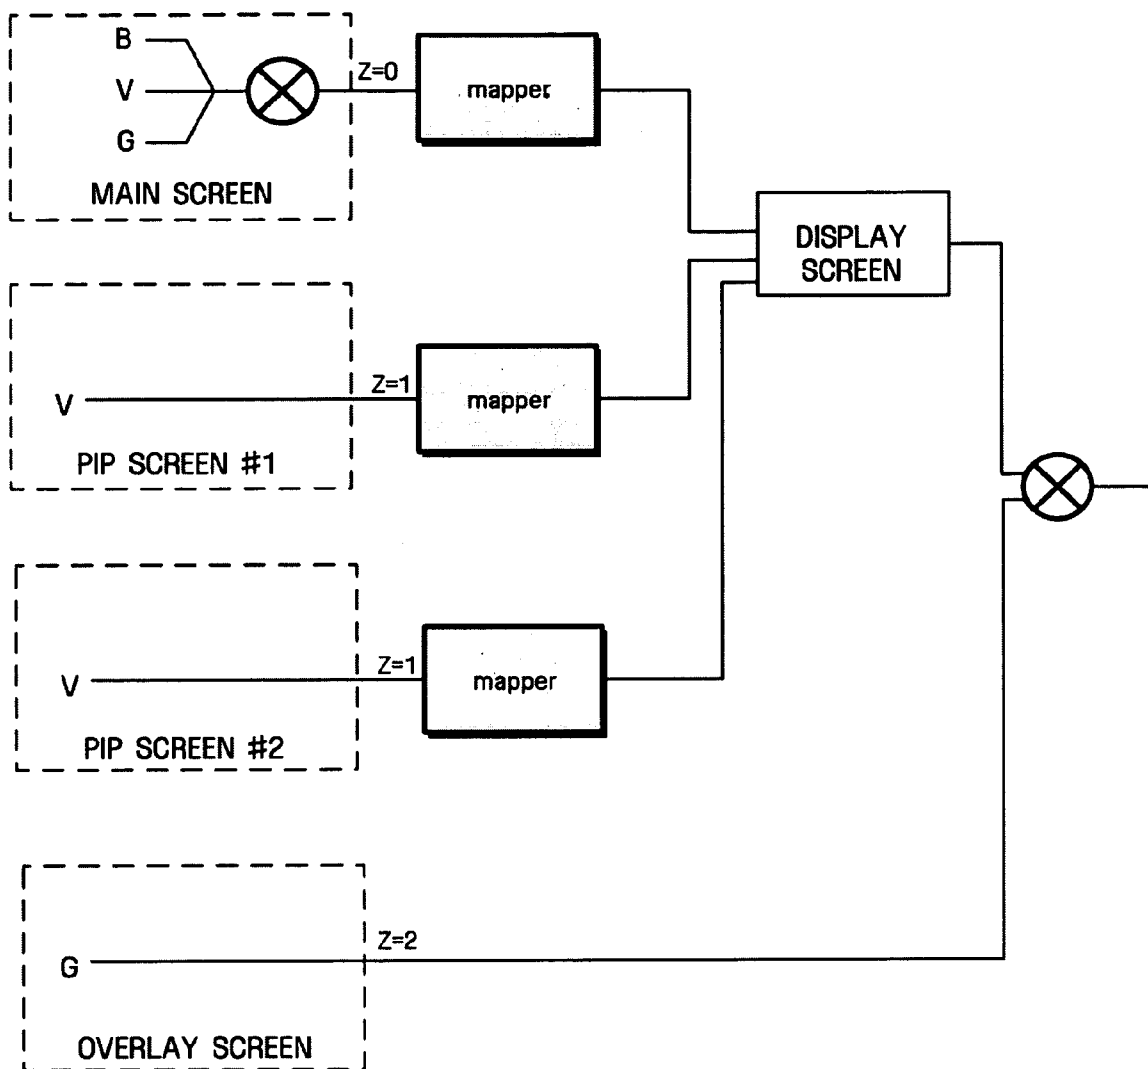 B
V
G
Z=0
mapper
MAIN SCREEN
DISPLAY
SCREEN
V
Z=1
mapper
PIP SCREEN #1
V
Z=1
mapper
PIP SCREEN #2
G
Z=2
OVERLAY SCREEN